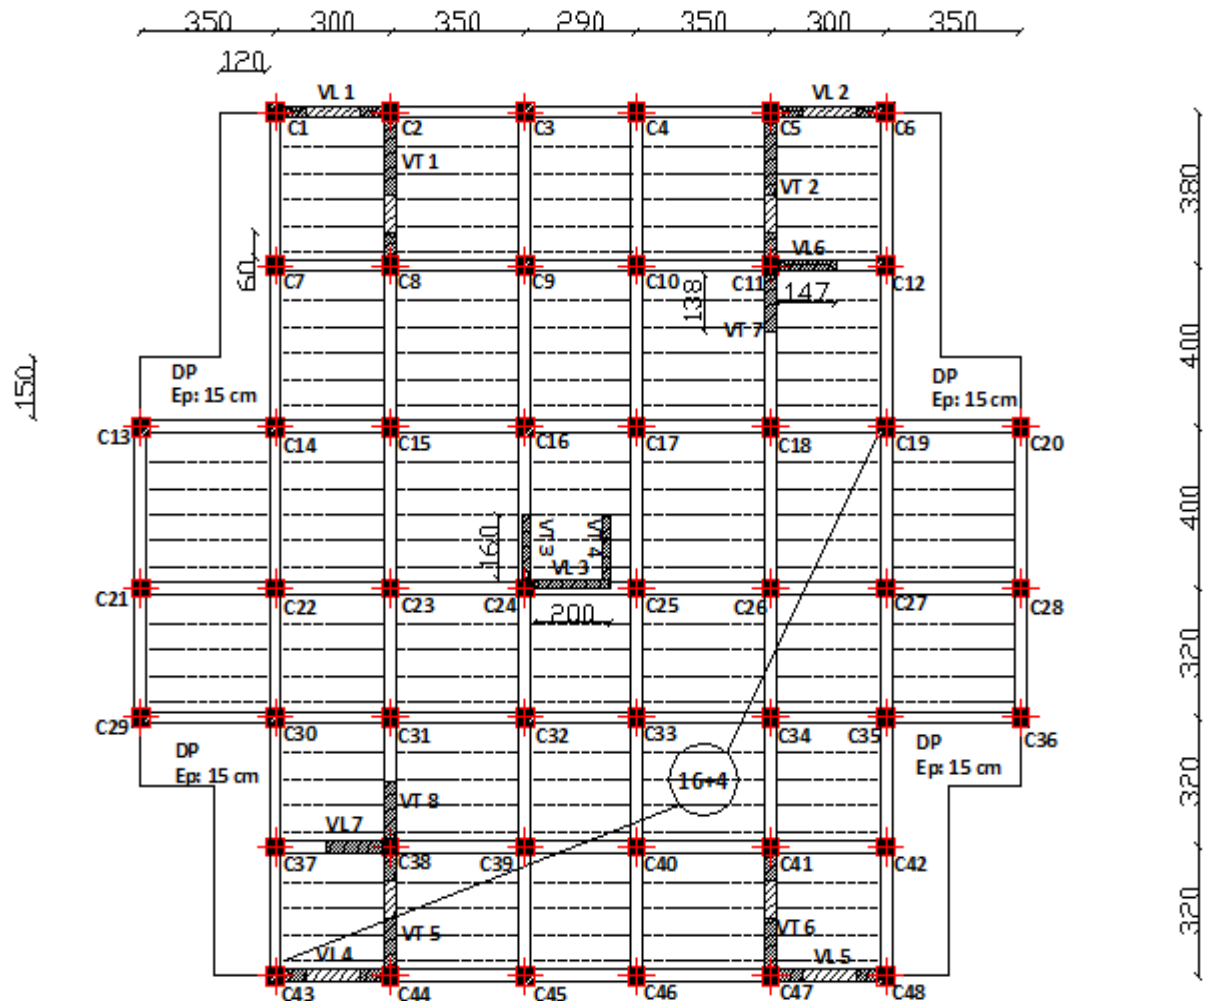 350 300 350 290 350 300 350
120
VL 1 VL 2
C1 C2 C3 C4 C5 C6
VT 1
VT 2
380
60
VL6
C7 C8 C9 C10 C11 C12
138
147
VT 7
400
150
DP
Ep: 15 cm
DP
Ep: 15 cm
C13 C14 C15 C16 C17 C18 C19 C20
400
160
VT 3
VT 4
VL 3
C21 C22 C23 C24 C25 C26 C27 C28
200
320
C29 C30 C31 C32 C33 C34 C35 C36
DP
Ep: 15 cm
DP
Ep: 15 cm
16+4
VT 8
320
VL7
C37 C38 C39 C40 C41 C42
320
VT 5
VT 6
VL 4 VL 5
C43 C44 C45 C46 C47 C48